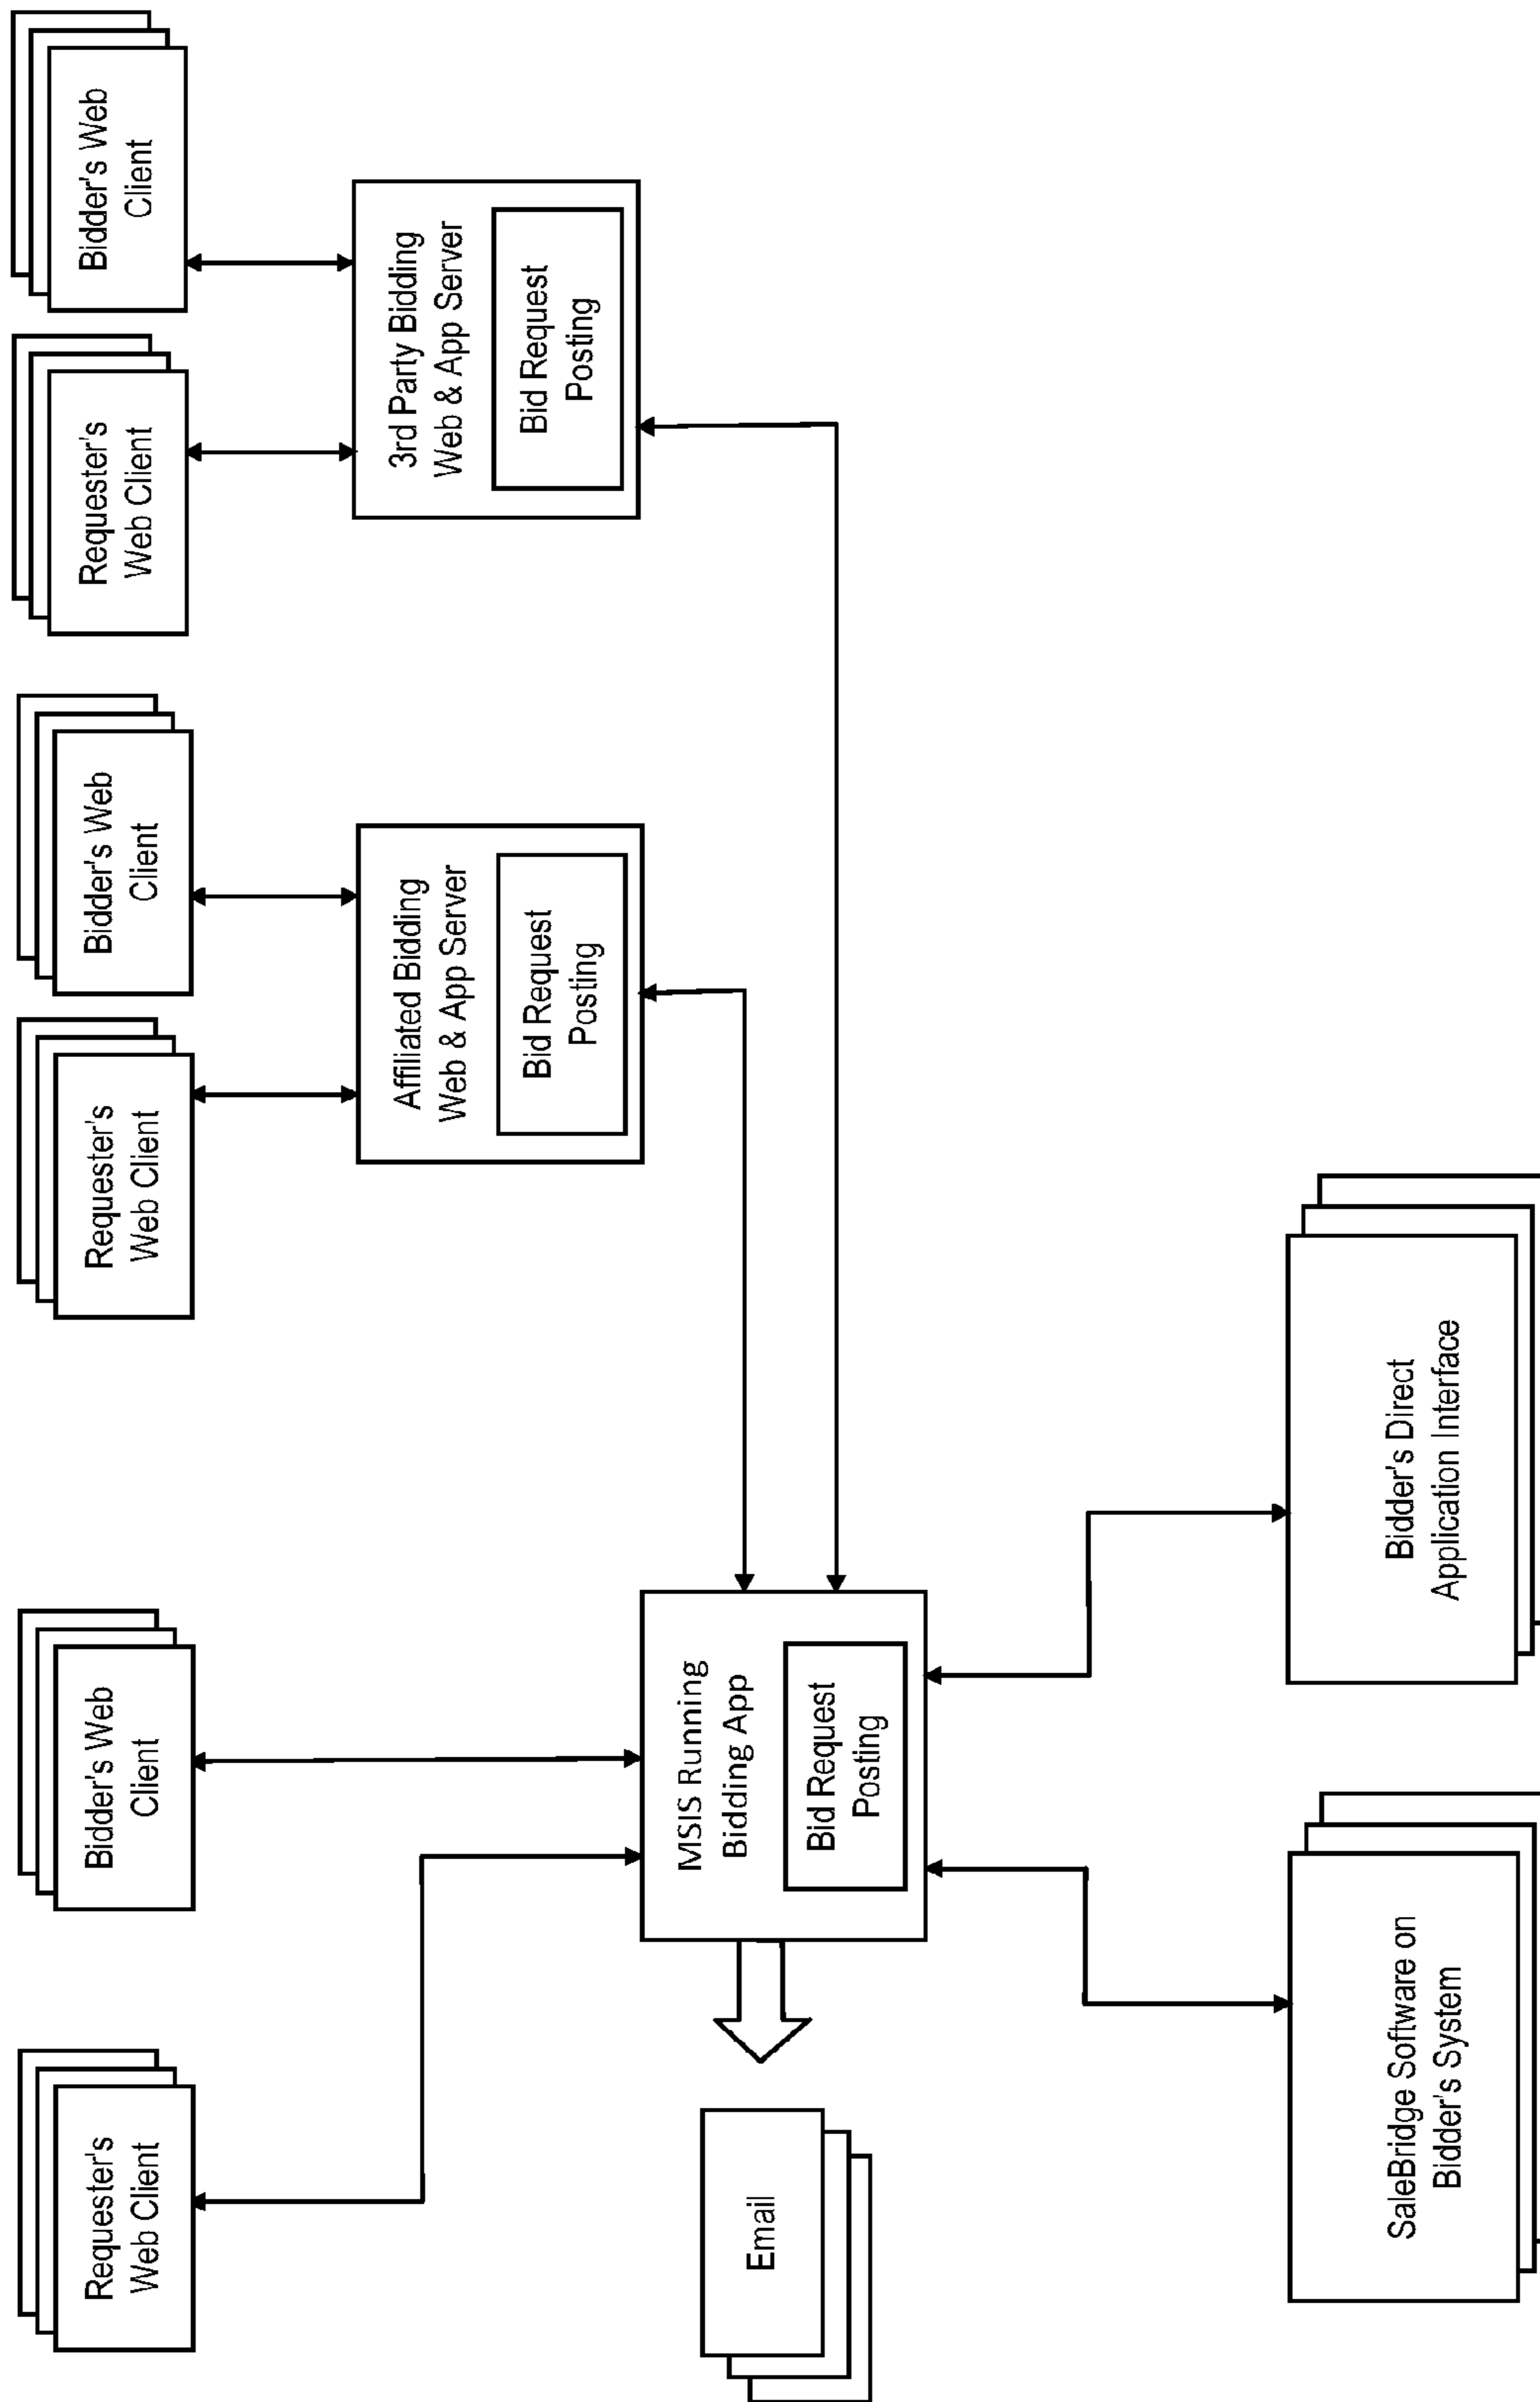 Requester's
Web Client
Bidder's Web
Client
Requester's
Web Client
Bidder's Web
Client
Requester's
Web Client
Bidder's Web
Client
Affiliated Bidding
Web & App Server
Bid Request
Posting
3rd Party Bidding
Web & App Server
Bid Request
Posting
Email
MSIS Running
Bidding App
Bid Request
Posting
SaleBridge Software on
Bidder's System
Bidder's Direct
Application Interface